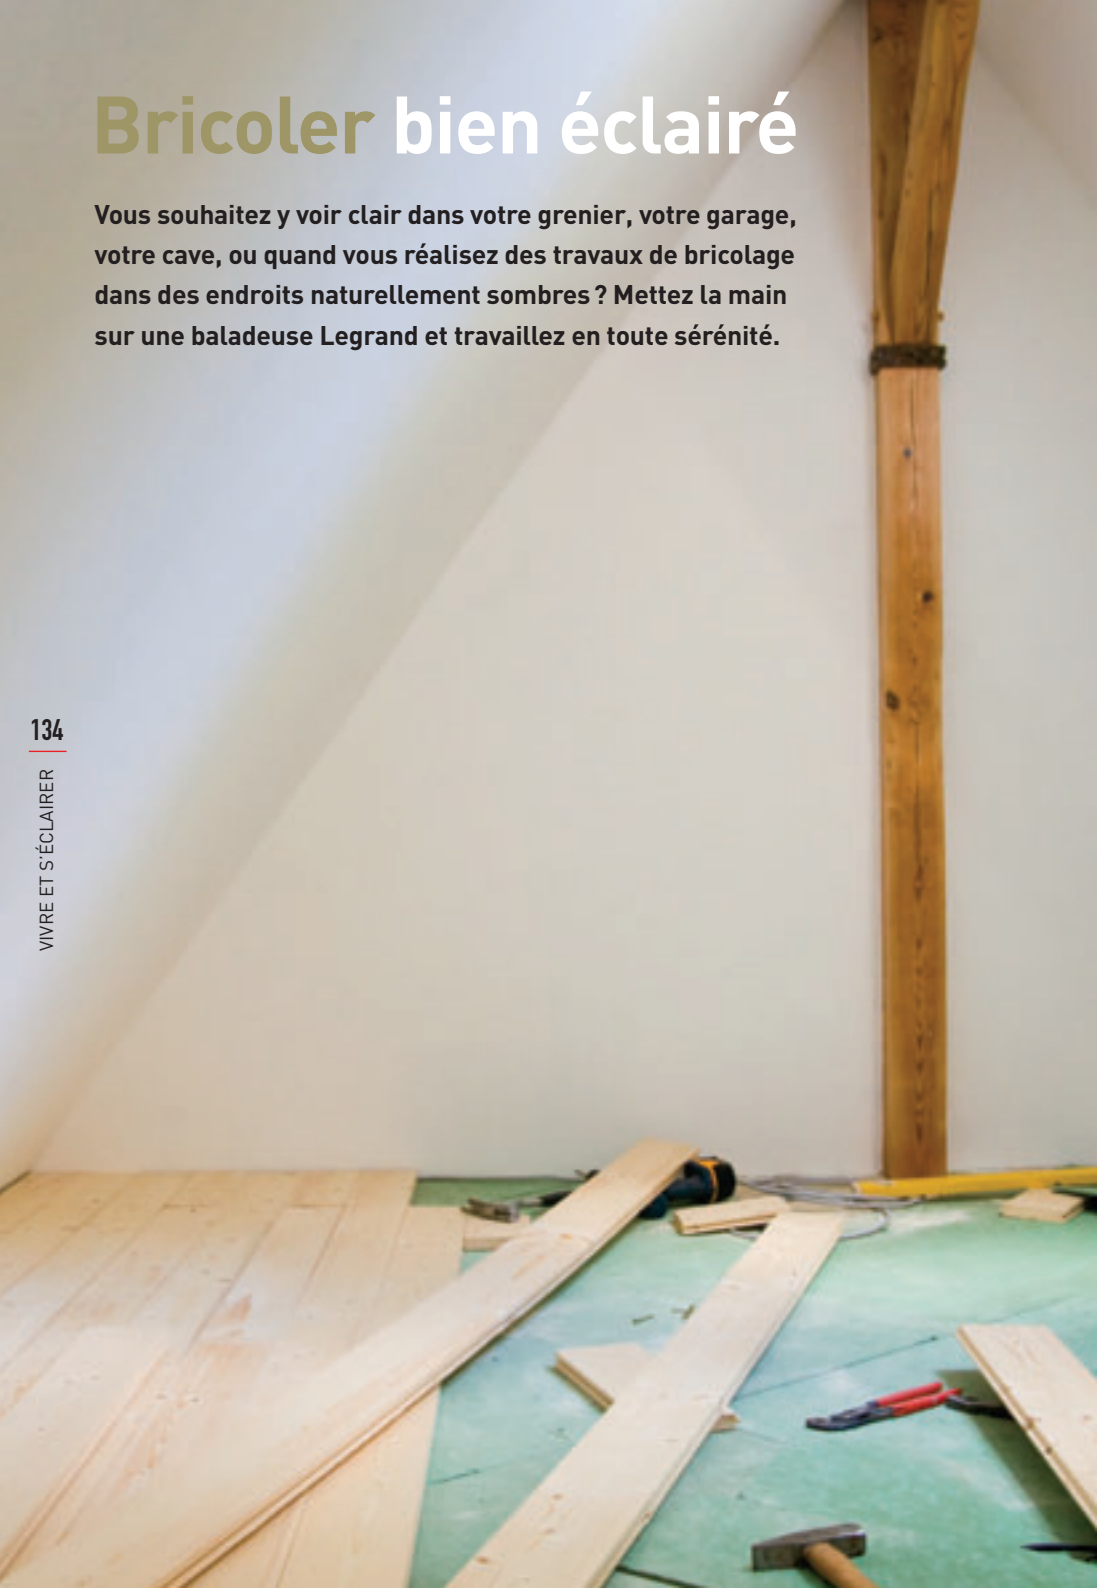 Bricoler bien éclairé
Vous souhaitez y voir clair dans votre grenier, votre garage,
votre cave, ou quand vous réalisez des travaux de bricolage
dans des endroits naturellement sombres ? Mettez la main
sur une baladeuse Legrand et travaillez en toute sérénité.
134
VIVRE ET S'ÉCLAIRER